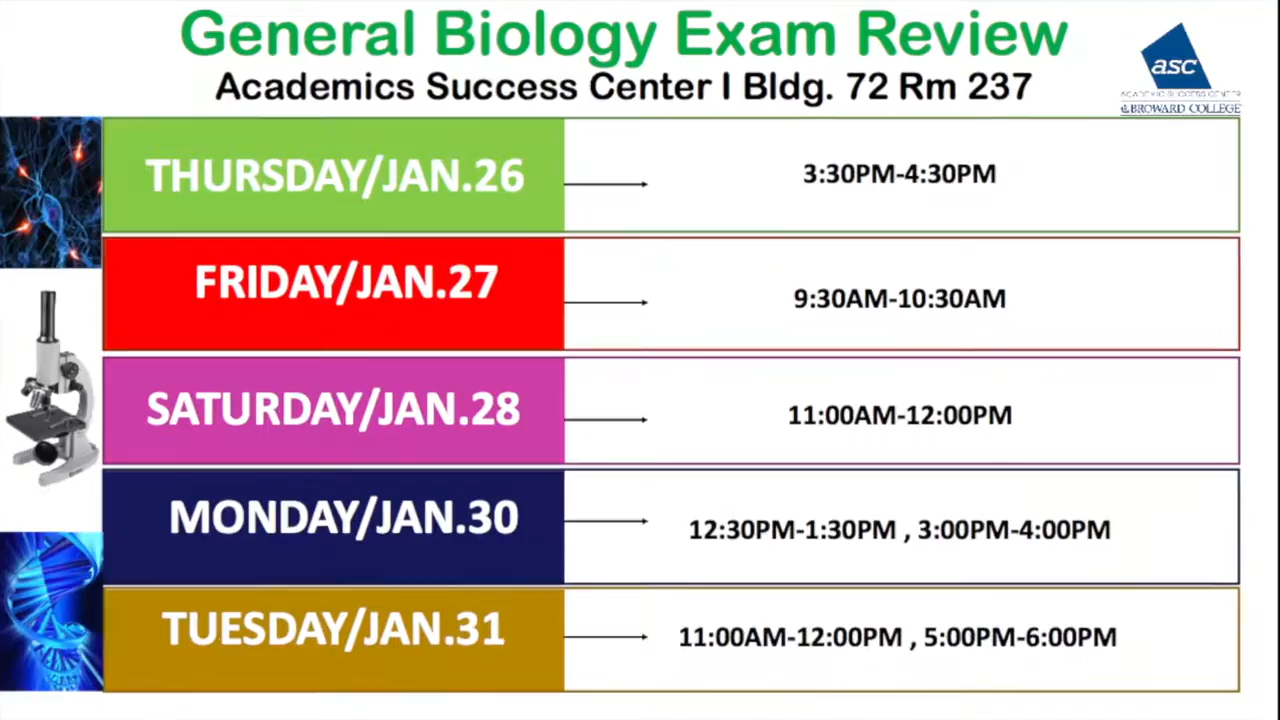 General Biology Exam Review
Academics Success Center I Bldg. 72 Rm 237
asc
ACADEMIC SUCCESS CENTER
BROWARD COLLEGE
THURSDAY/JAN.26
3:30PM-4:30PM
FRIDAY/JAN.27
9:30AM-10:30AM
SATURDAY/JAN.28
11:00AM-12:00PM
MONDAY/JAN.30
12:30PM-1:30PM , 3:00PM-4:00PM
TUESDAY/JAN.31
11:00AM-12:00PM , 5:00PM-6:00PM